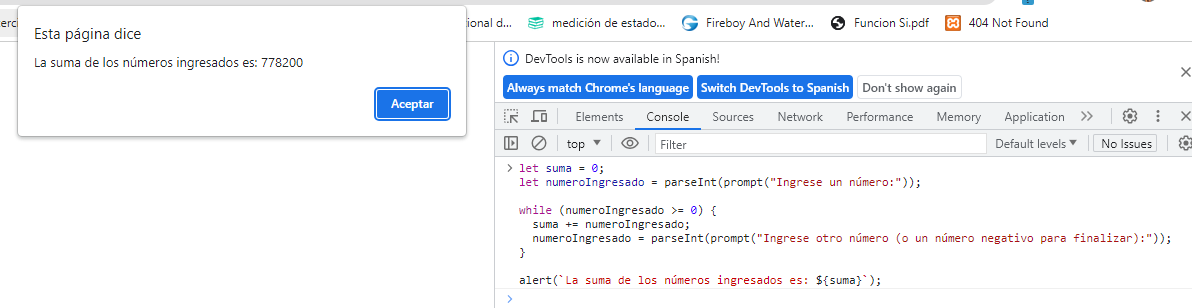 Esta página dice
La suma de los números ingresados es: 778200
Aceptar
medición de estado...
Fireboy And Water...
Funcion Si.pdf
404 Not Found
DevTools is now available in Spanish!
Always match Chrome's language
Switch DevTools to Spanish
Don't show again
Elements
Console
Sources
Network
Performance
Memory
Application
top
Filter
Default levels
No Issues
let suma = 0;
let numeroIngresado = parseInt(prompt("Ingrese un número:"));
while (numeroIngresado >= 0) {
suma += numeroIngresado;
numeroIngresado = parseInt(prompt("Ingrese otro número (o un número negativo para finalizar):"));
}
alert(`La suma de los números ingresados es: ${suma}`);